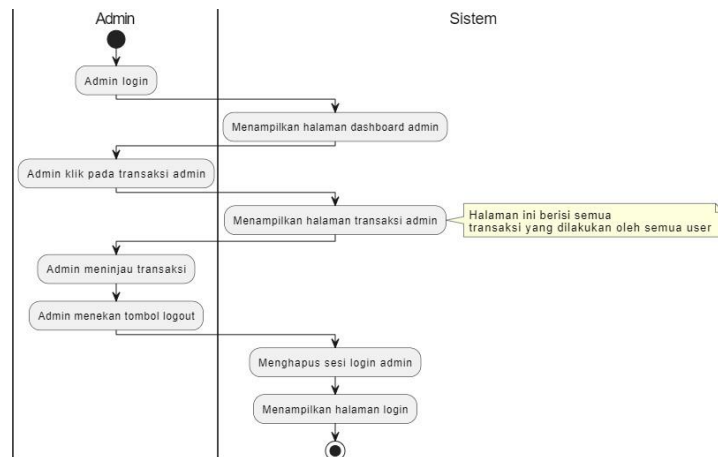 Admin
Sistem
Admin login
Menampilkan halaman dashboard admin
Admin klik pada transaksi admin
Menampilkan halaman transaksi admin
Halaman ini berisi semua
transaksi yang dilakukan oleh semua user
Admin meninjau transaksi
Admin menekan tombol logout
Menghapus sesi login admin
Menampilkan halaman login